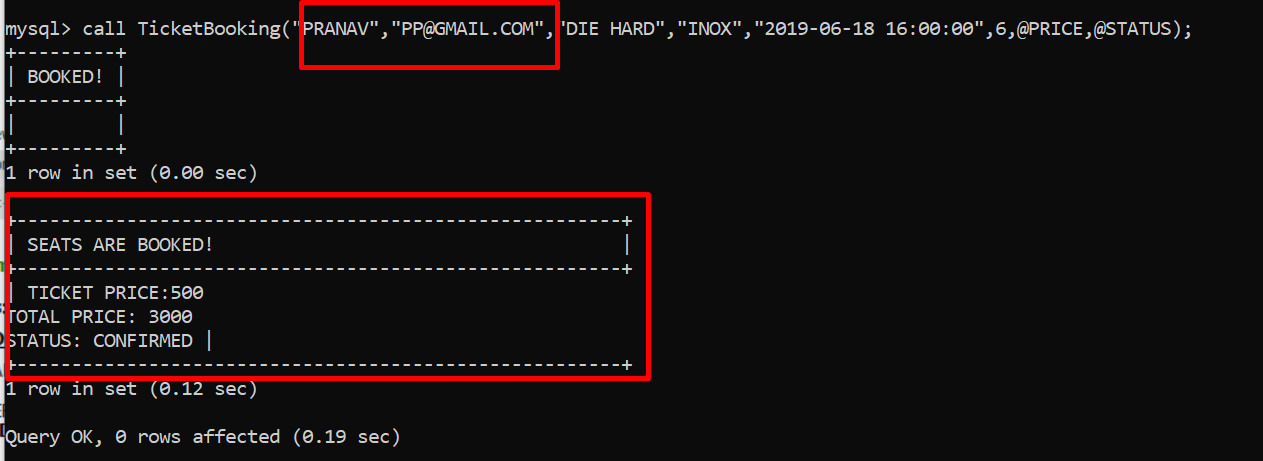 mysql> call TicketBooking("PRANAV","PP@GMAIL.COM","DIE HARD","INOX","2019-06-18 16:00:00",6,@PRICE,@STATUS);
+---------+
| BOOKED! |
+---------+
|         |
+---------+
1 row in set (0.00 sec)
+-------------------------------------------------------+
| SEATS ARE BOOKED!                                     |
+-------------------------------------------------------+
| TICKET PRICE:500
TOTAL PRICE: 3000
STATUS: CONFIRMED |
+-------------------------------------------------------+
1 row in set (0.12 sec)
Query OK, 0 rows affected (0.19 sec)